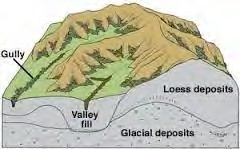 Gully
Loess deposits
Valley
fill
Glacial deposits